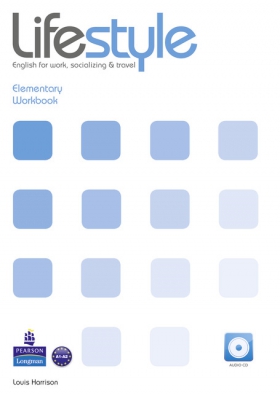 Lifestyle
English for work, socializing & travel
Elementary
Workbook
PEARSON
Longman
A1-A2
AUDIO CD
Louis Harrison